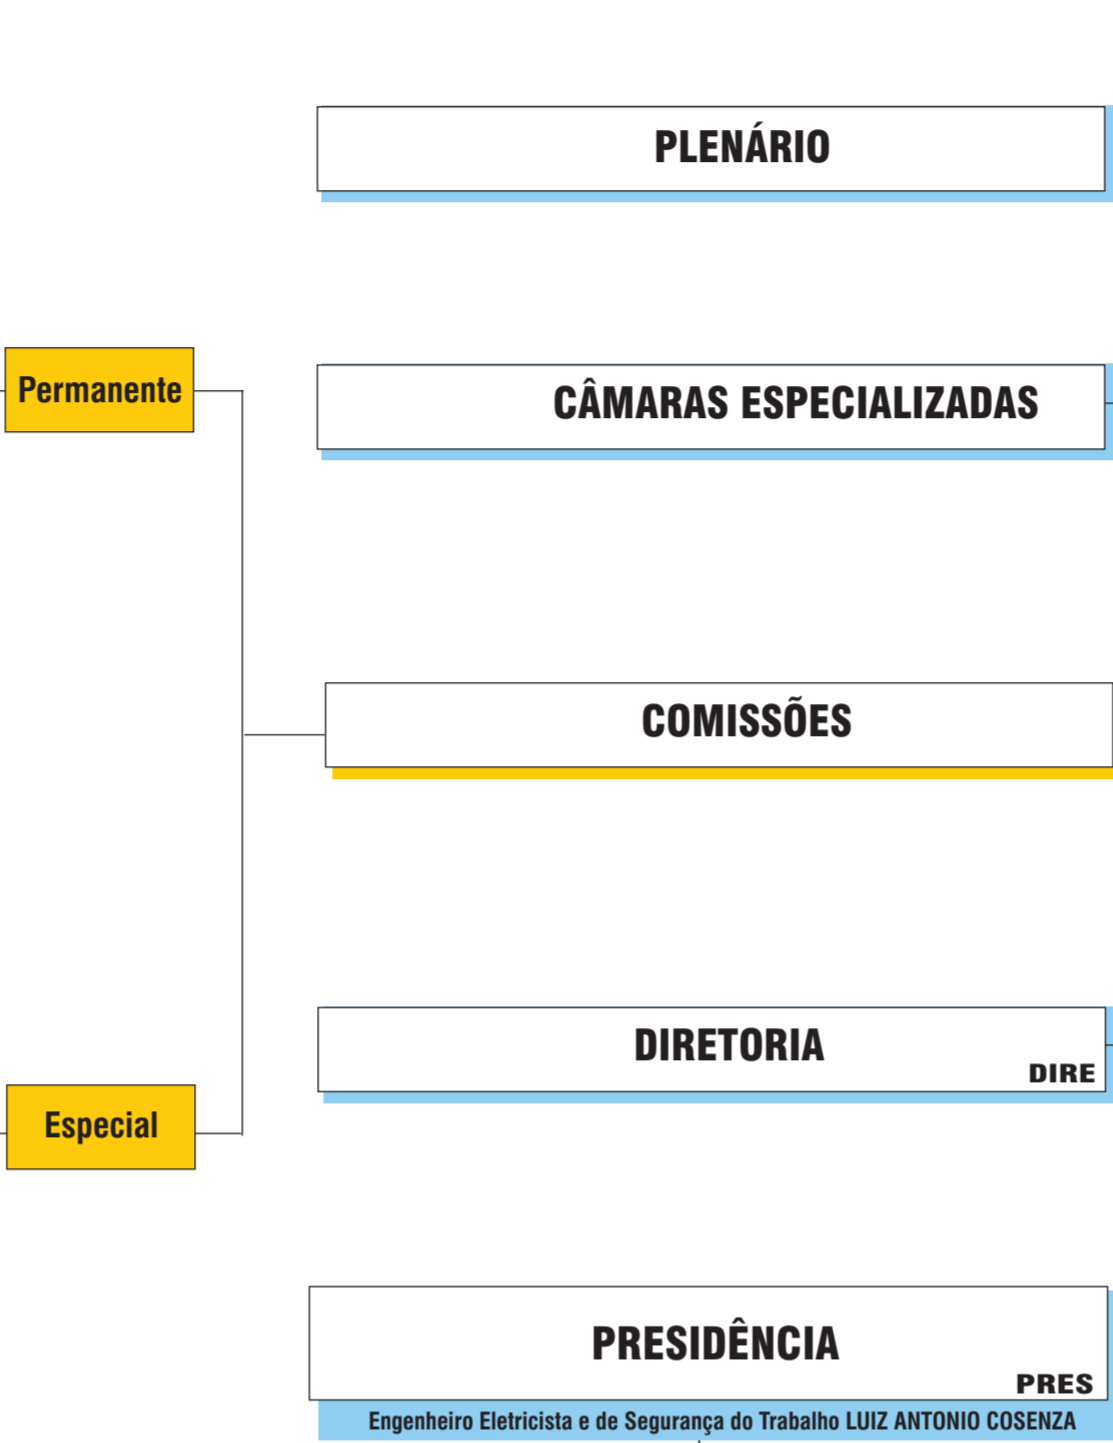 PLENÁRIO
Permanente
CÂMARAS ESPECIALIZADAS
COMISSÕES
DIRETORIA
DIRE
Especial
PRESIDÊNCIA
PRES
Engenheiro Eletricista e de Segurança do Trabalho LUIZ ANTONIO COSENZA